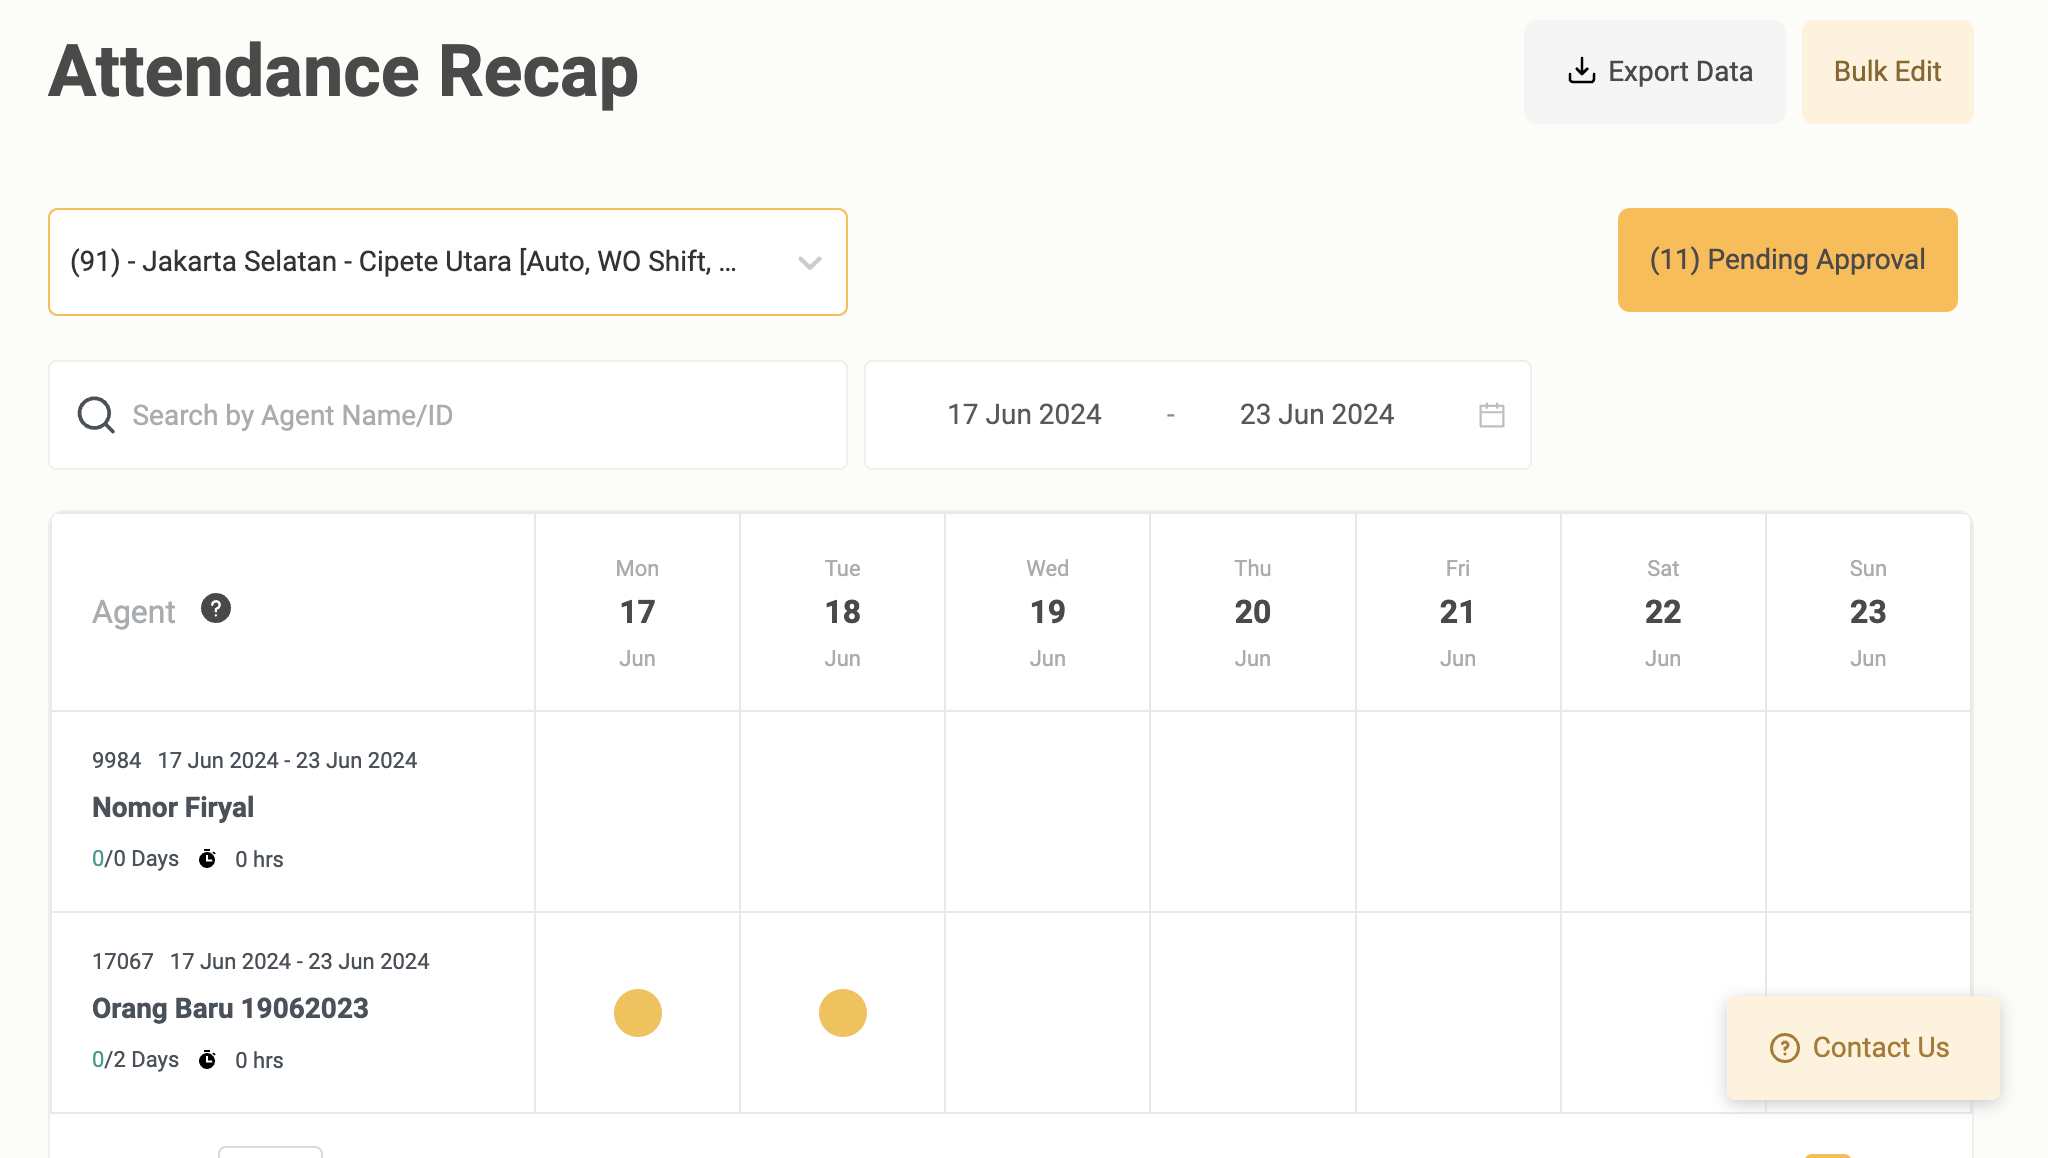 Attendance Recap
Export Data
Bulk Edit
(91) - Jakarta Selatan - Cipete Utara [Auto, WO Shift, ...
(11) Pending Approval
Search by Agent Name/ID
17 Jun 2024 - 23 Jun 2024
Agent ?
Mon 17 Jun
Tue 18 Jun
Wed 19 Jun
Thu 20 Jun
Fri 21 Jun
Sat 22 Jun
Sun 23 Jun
9984 17 Jun 2024 - 23 Jun 2024
Nomor Firyal
0/0 Days 0 hrs
17067 17 Jun 2024 - 23 Jun 2024
Orang Baru 19062023
0/2 Days 0 hrs
? Contact Us